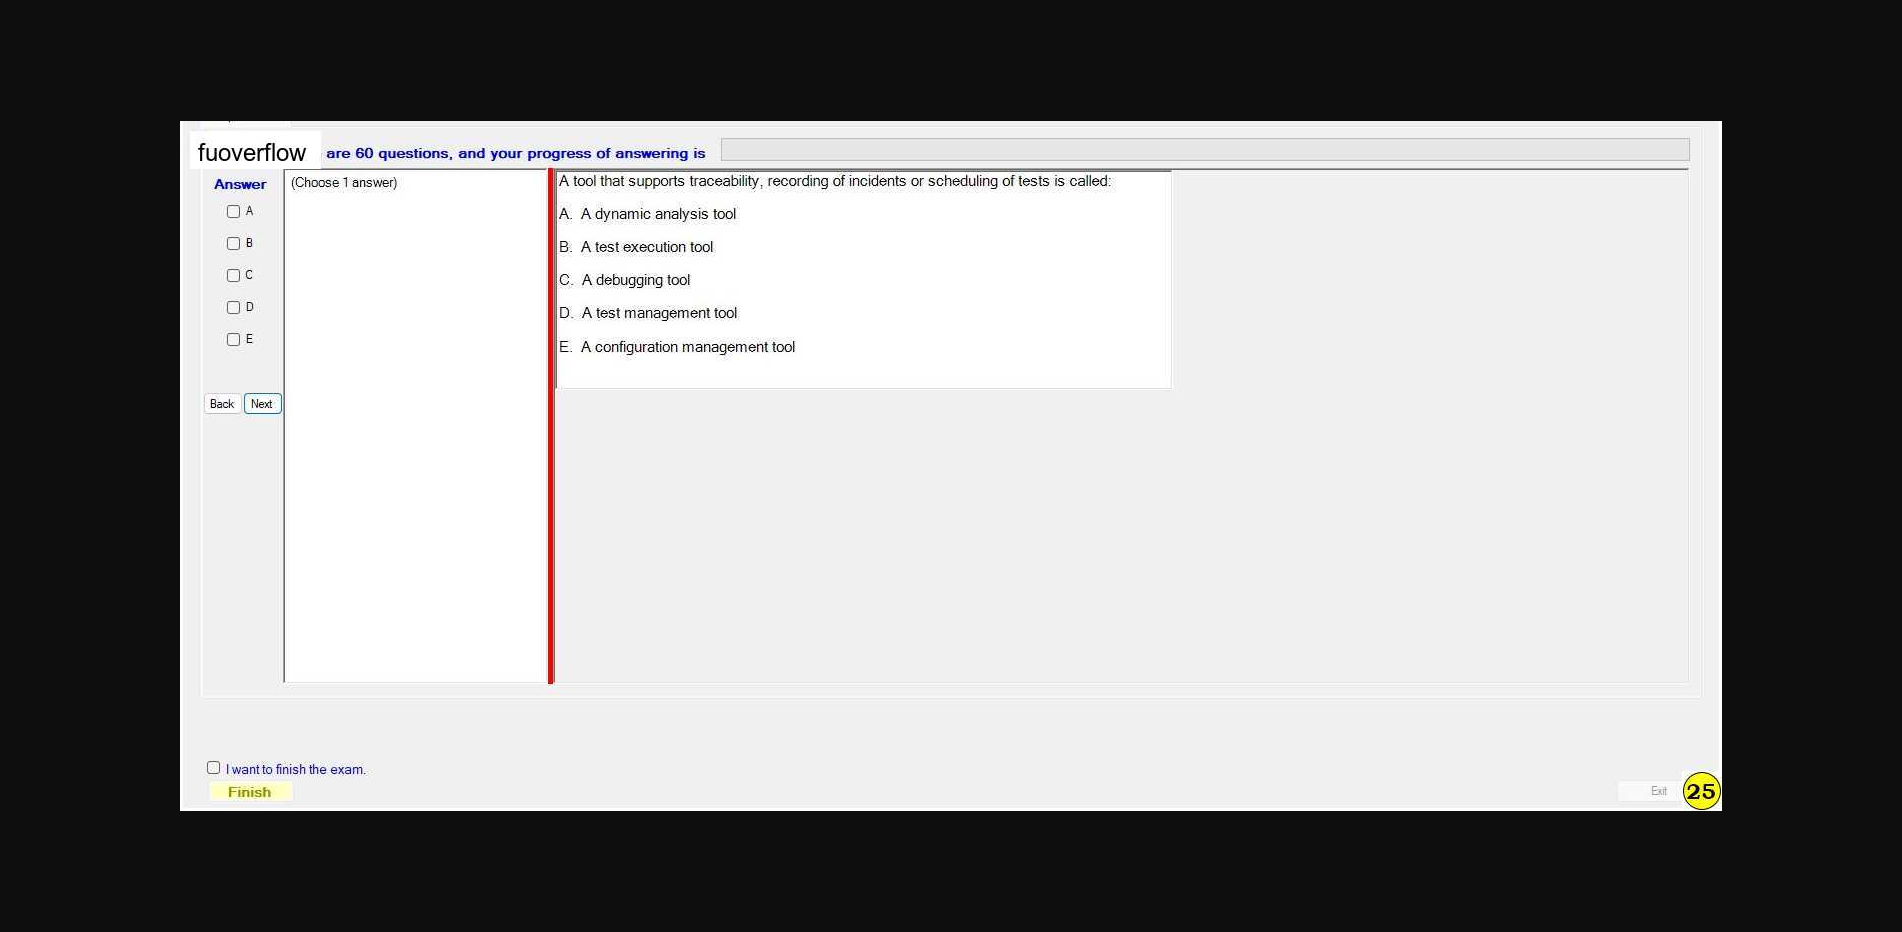 fuoverflow are 60 questions, and your progress of answering is
Answer
(Choose 1 answer)
A
B
C
D
E
Back Next
A tool that supports traceability, recording of incidents or scheduling of tests is called:
A. A dynamic analysis tool
B. A test execution tool
C. A debugging tool
D. A test management tool
E. A configuration management tool
I want to finish the exam.
Finish
Exit
25